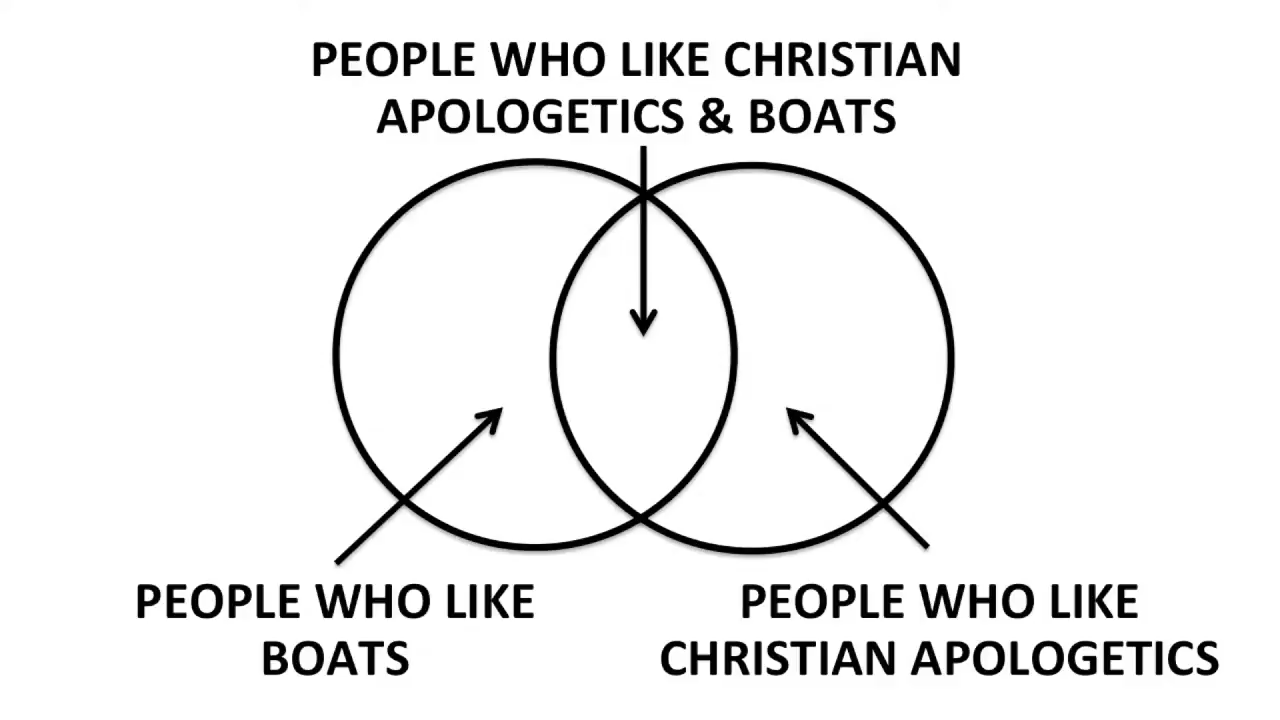 PEOPLE WHO LIKE CHRISTIAN
APOLOGETICS & BOATS
PEOPLE WHO LIKE
BOATS
PEOPLE WHO LIKE
CHRISTIAN APOLOGETICS